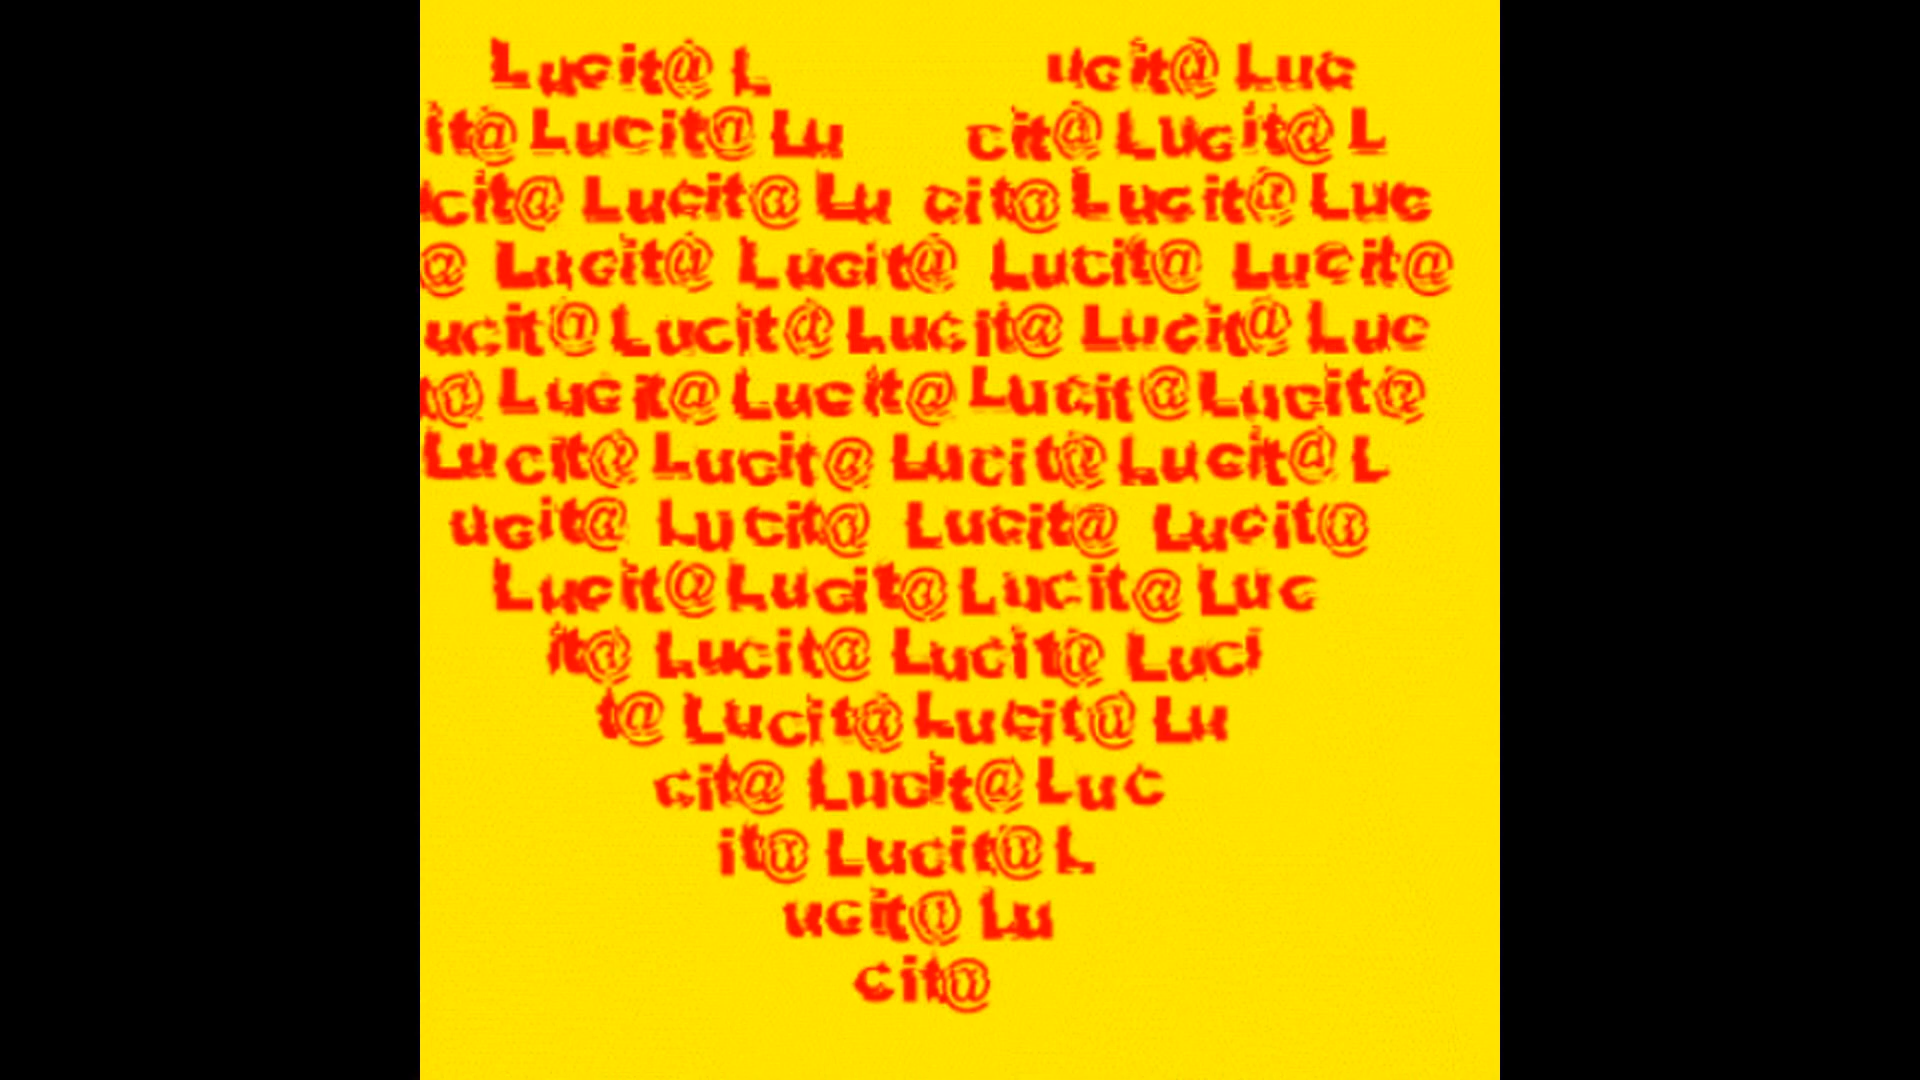 Lucit@ L ucit@ Luc
it@ Lucit@ Lu cit@ Lucit@ L
cit@ Lucit@ Lu cit@ Lucit@ Luc
@ Lucit@ Lucit@ Lucit@ Lucit@
ucit@ Lucit@ Lucit@ Lucit@ Luc
t@ Lucit@ Lucit@ Lucit@ Lucit@
Lucit@ Lucit@ Lucit@ Lucit@ L
ucit@ Lucit@ Lucit@ Lucit@
Lucit@ Lucit@ Lucit@ Luc
it@ Lucit@ Lucit@ Luci
t@ Lucit@ Lucit@ Lu
cit@ Lucit@ Luc
it@ Lucit@ L
ucit@ Lu
cit@